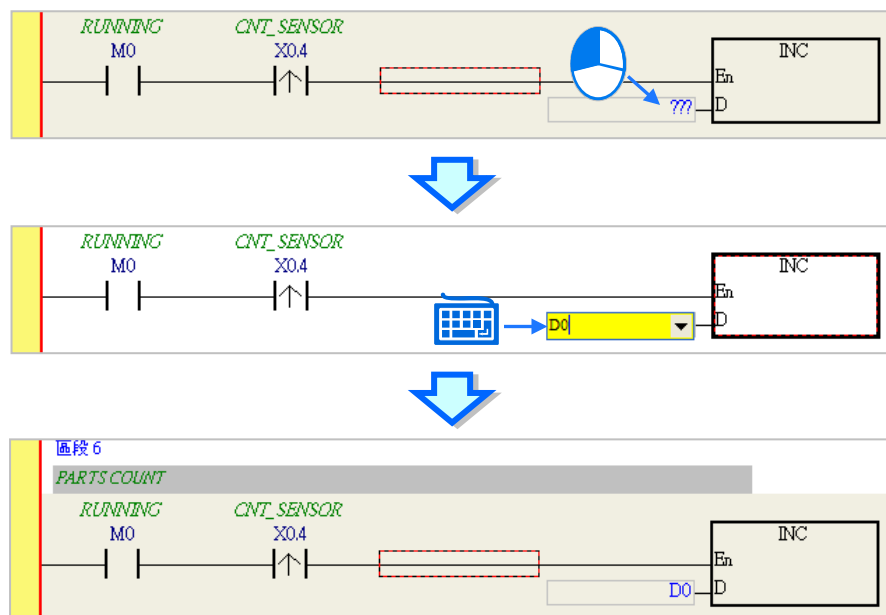 RUNNING CNT_SENSOR
M0 X0.4 INC
En
??? D
RUNNING CNT_SENSOR
M0 X0.4 INC
En
D0 D
區段 6
PARTS COUNT
RUNNING CNT_SENSOR
M0 X0.4 INC
En
D0 D